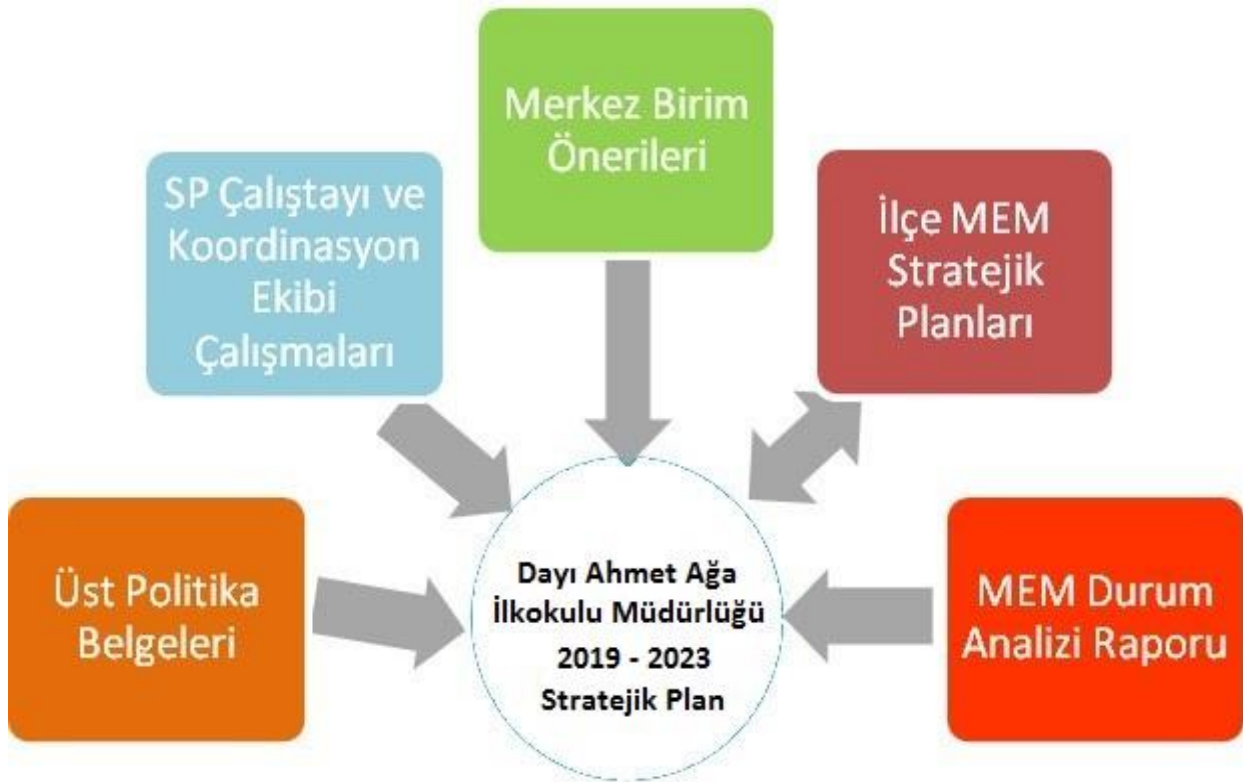 Merkez Birim
Önerileri
SP Çalıştayı ve
Koordinasyon
Ekibi
Çalışmaları
İlçe MEM
Stratejik
Planları
Üst Politika
Belgeleri
Dayı Ahmet Ağa
İlkokulu Müdürlüğü
2019 - 2023
Stratejik Plan
MEM Durum
Analizi Raporu